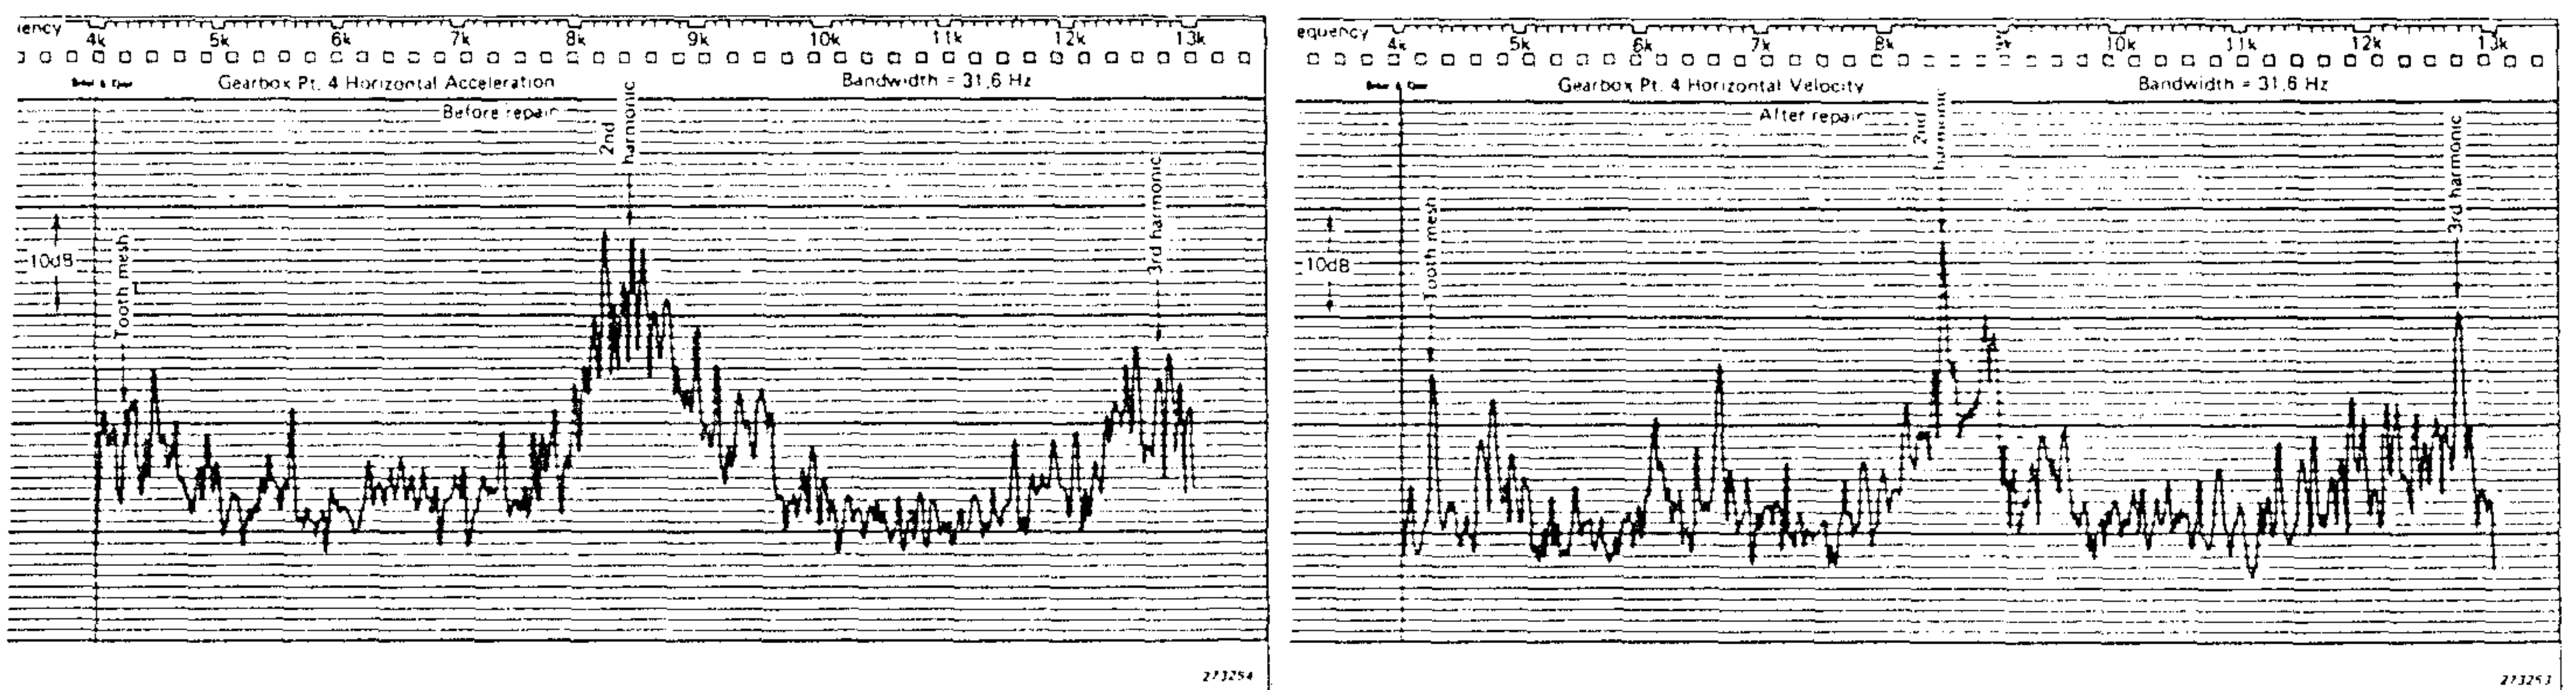 4k 5k 6k 7k 8k 9k 10k 11k 12k 13k
Gearbox Pt. 4 Horizontal Acceleration
Bandwidth = 31,6 Hz
Before repair
2nd
harmonic
Tooth mesh
10dB
3rd harmonic
273254
equency 4k 5k 6k 7k 8k 10k 11k 12k 13k
Gearbox Pt. 4 Horizontal Velocity
Bandwidth = 31,6 Hz
After repair
2nd
harmonic
Tooth mesh
10dB
3rd harmonic
273253